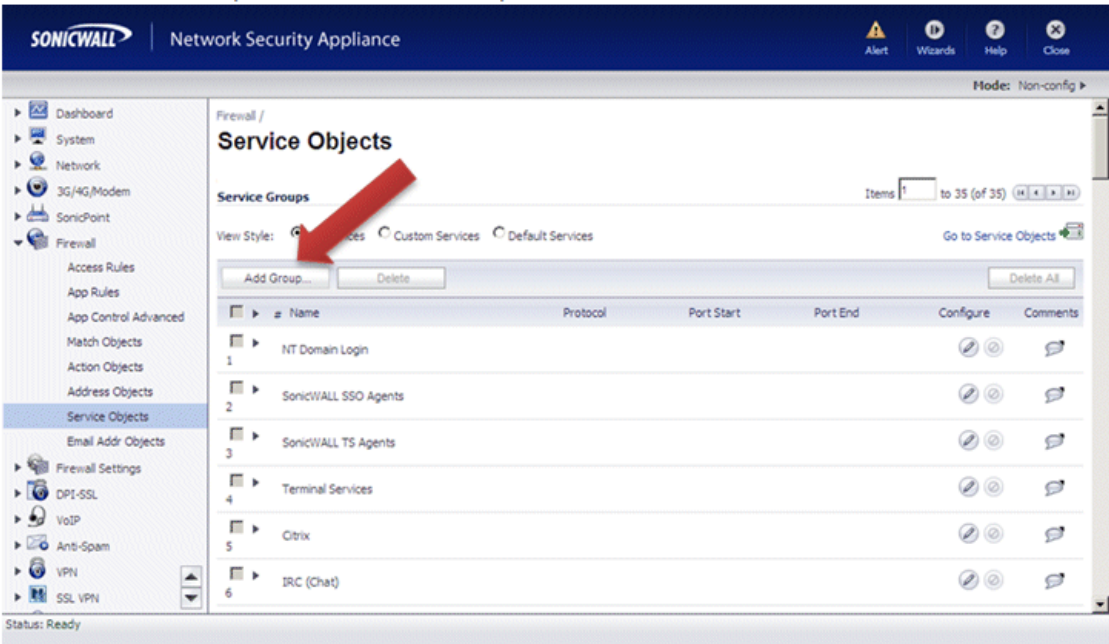 SONICWALL
Network Security Appliance
Alert
Wizards
Help
Close
Mode: Non-config
Dashboard
System
Network
3G/4G/Modem
SonicPoint
Firewall
Access Rules
App Rules
App Control Advanced
Match Objects
Action Objects
Address Objects
Service Objects
Email Addr Objects
Firewall Settings
DPI-SSL
VoIP
Anti-Spam
VPN
SSL VPN
Firewall /
Service Objects
Service Groups
Items 1 to 35 (of 35)
View Style: Custom Services Default Services
Go to Service Objects
Add Group... Delete Delete All
# Name Protocol Port Start Port End Configure Comments
1 NT Domain Login
2 SonicWALL SSO Agents
3 SonicWALL TS Agents
4 Terminal Services
5 Citrix
6 IRC (Chat)
Status: Ready